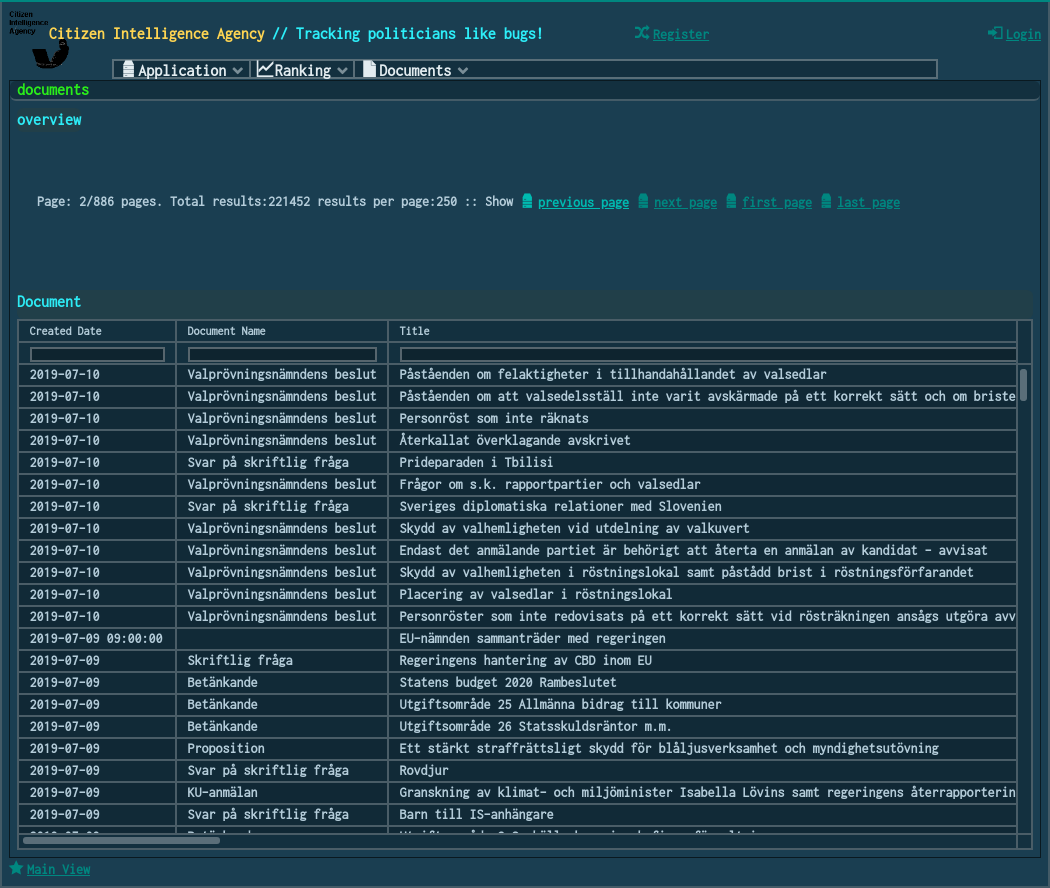 Citizen
Intelligence
Agency
Citizen Intelligence Agency // Tracking politicians like bugs!
Register
Login
Application Ranking Documents
documents
overview
Page: 2/886 pages. Total results:221452 results per page:250 :: Show previous page next page first page last page
Document
Created Date Document Name Title
2019-07-10 Valprövningsnämndens beslut Påståenden om felaktigheter i tillhandahållandet av valsedlar
2019-07-10 Valprövningsnämndens beslut Påståenden om att valsedelsställ inte varit avskärmade på ett korrekt sätt och om briste
2019-07-10 Valprövningsnämndens beslut Personröst som inte räknats
2019-07-10 Valprövningsnämndens beslut Återkallat överklagande avskrivet
2019-07-10 Svar på skriftlig fråga Prideparaden i Tbilisi
2019-07-10 Valprövningsnämndens beslut Frågor om s.k. rapportpartier och valsedlar
2019-07-10 Svar på skriftlig fråga Sveriges diplomatiska relationer med Slovenien
2019-07-10 Valprövningsnämndens beslut Skydd av valhemligheten vid utdelning av valkuvert
2019-07-10 Valprövningsnämndens beslut Endast det anmälande partiet är behörigt att återta en anmälan av kandidat - avvisat
2019-07-10 Valprövningsnämndens beslut Skydd av valhemligheten i röstningslokal samt påstådd brist i röstningsförfarandet
2019-07-10 Valprövningsnämndens beslut Placering av valsedlar i röstningslokal
2019-07-10 Valprövningsnämndens beslut Personröster som inte redovisats på ett korrekt sätt vid rösträkningen ansågs utgöra avv
2019-07-09 09:00:00 EU-nämnden sammanträder med regeringen
2019-07-09 Skriftlig fråga Regeringens hantering av CBD inom EU
2019-07-09 Betänkande Statens budget 2020 Rambeslutet
2019-07-09 Betänkande Utgiftsområde 25 Allmänna bidrag till kommuner
2019-07-09 Betänkande Utgiftsområde 26 Statsskuldsräntor m.m.
2019-07-09 Proposition Ett stärkt straffrättsligt skydd för blåljusverksamhet och myndighetsutövning
2019-07-09 Svar på skriftlig fråga Rovdjur
2019-07-09 KU-anmälan Granskning av klimat- och miljöminister Isabella Lövins samt regeringens återrapporterin
2019-07-09 Svar på skriftlig fråga Barn till IS-anhängare
Main View